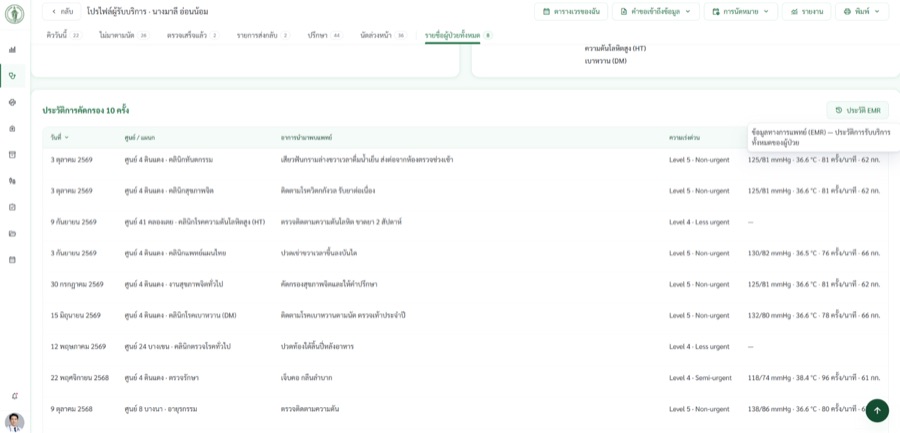 กลับ
โปรไฟล์ผู้รับบริการ · นางมาลี อ่อนน้อม
ตารางเวรของฉัน
คำขอเข้าถึงข้อมูล
การนัดหมาย
รายงาน
พิมพ์
คิววันนี้ 22
ไม่มาตามนัด 26
ตรวจเสร็จแล้ว 2
รายการส่งกลับ 2
ปรึกษา 44
นัดล่วงหน้า 36
รายชื่อผู้ป่วยทั้งหมด 8
ความดันโลหิตสูง (HT)
เบาหวาน (DM)
ประวัติการคัดกรอง 10 ครั้ง
ประวัติ EMR
ข้อมูลทางการแพทย์ (EMR) — ประวัติการรับบริการ
ทั้งหมดของผู้ป่วย
วันที่ ศูนย์ / แผนก อาการนำมาพบแพทย์ ความเร่งด่วน
3 ตุลาคม 2569 ศูนย์ 4 ดินแดง · คลินิกทันตกรรม เสียวฟันกรามล่างขวาเวลาดื่มน้ำเย็น ส่งต่อจากห้องตรวจช่วงเช้า Level 5 · Non-urgent 125/81 mmHg · 36.6 °C · 81 ครั้ง/นาที · 62 กก.
3 ตุลาคม 2569 ศูนย์ 4 ดินแดง · คลินิกสุขภาพจิต ติดตามโรควิตกกังวล รับยาต่อเนื่อง Level 5 · Non-urgent 125/81 mmHg · 36.6 °C · 81 ครั้ง/นาที · 62 กก.
9 กันยายน 2569 ศูนย์ 41 คลองเตย · คลินิกโรคความดันโลหิตสูง (HT) ตรวจติดตามความดันโลหิต ขาดยา 2 สัปดาห์ Level 4 · Less urgent —
3 กันยายน 2569 ศูนย์ 4 ดินแดง · คลินิกแพทย์แผนไทย ปวดเข่าขวาเวลาขึ้นลงบันได Level 5 · Non-urgent 130/82 mmHg · 36.5 °C · 76 ครั้ง/นาที · 62 กก.
30 กรกฎาคม 2569 ศูนย์ 4 ดินแดง · งานสุขภาพจิตทั่วไป คัดกรองสุขภาพจิตและให้คำปรึกษา Level 5 · Non-urgent 125/81 mmHg · 36.6 °C · 81 ครั้ง/นาที · 62 กก.
15 มิถุนายน 2569 ศูนย์ 4 ดินแดง · คลินิกโรคเบาหวาน (DM) ติดตามโรคเบาหวานตามนัด ตรวจเท้าประจำปี Level 5 · Non-urgent 132/80 mmHg · 36.6 °C · 78 ครั้ง/นาที · 62 กก.
12 พฤษภาคม 2569 ศูนย์ 24 บางเขน · คลินิกตรวจโรคทั่วไป ปวดท้องใต้ลิ้นปี่หลังอาหาร Level 4 · Less urgent —
22 พฤศจิกายน 2568 ศูนย์ 4 ดินแดง · ตรวจรักษา เจ็บคอ กลืนลำบาก Level 4 · Semi-urgent 118/74 mmHg · 38.4 °C · 96 ครั้ง/นาที · 61 กก.
9 ตุลาคม 2568 ศูนย์ 8 บางนา · อายุรกรรม ตรวจติดตามความดัน Level 5 · Non-urgent 138/86 mmHg · 36.6 °C · 80 ครั้ง/นาที